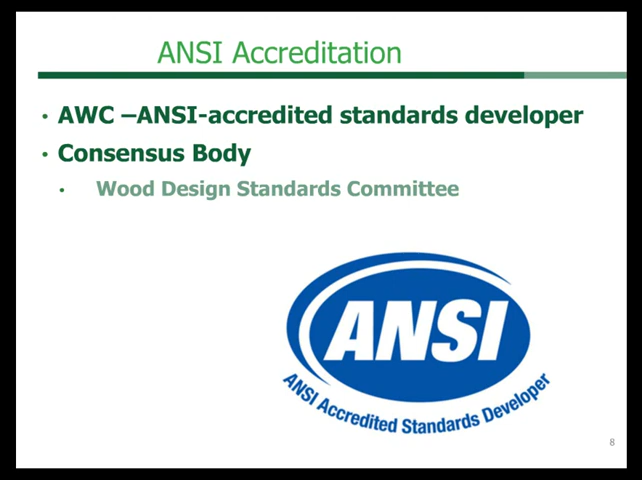 ANSI Accreditation
• AWC –ANSI-accredited standards developer
• Consensus Body
• Wood Design Standards Committee
ANSI
ANSI Accredited Standards Developer
8